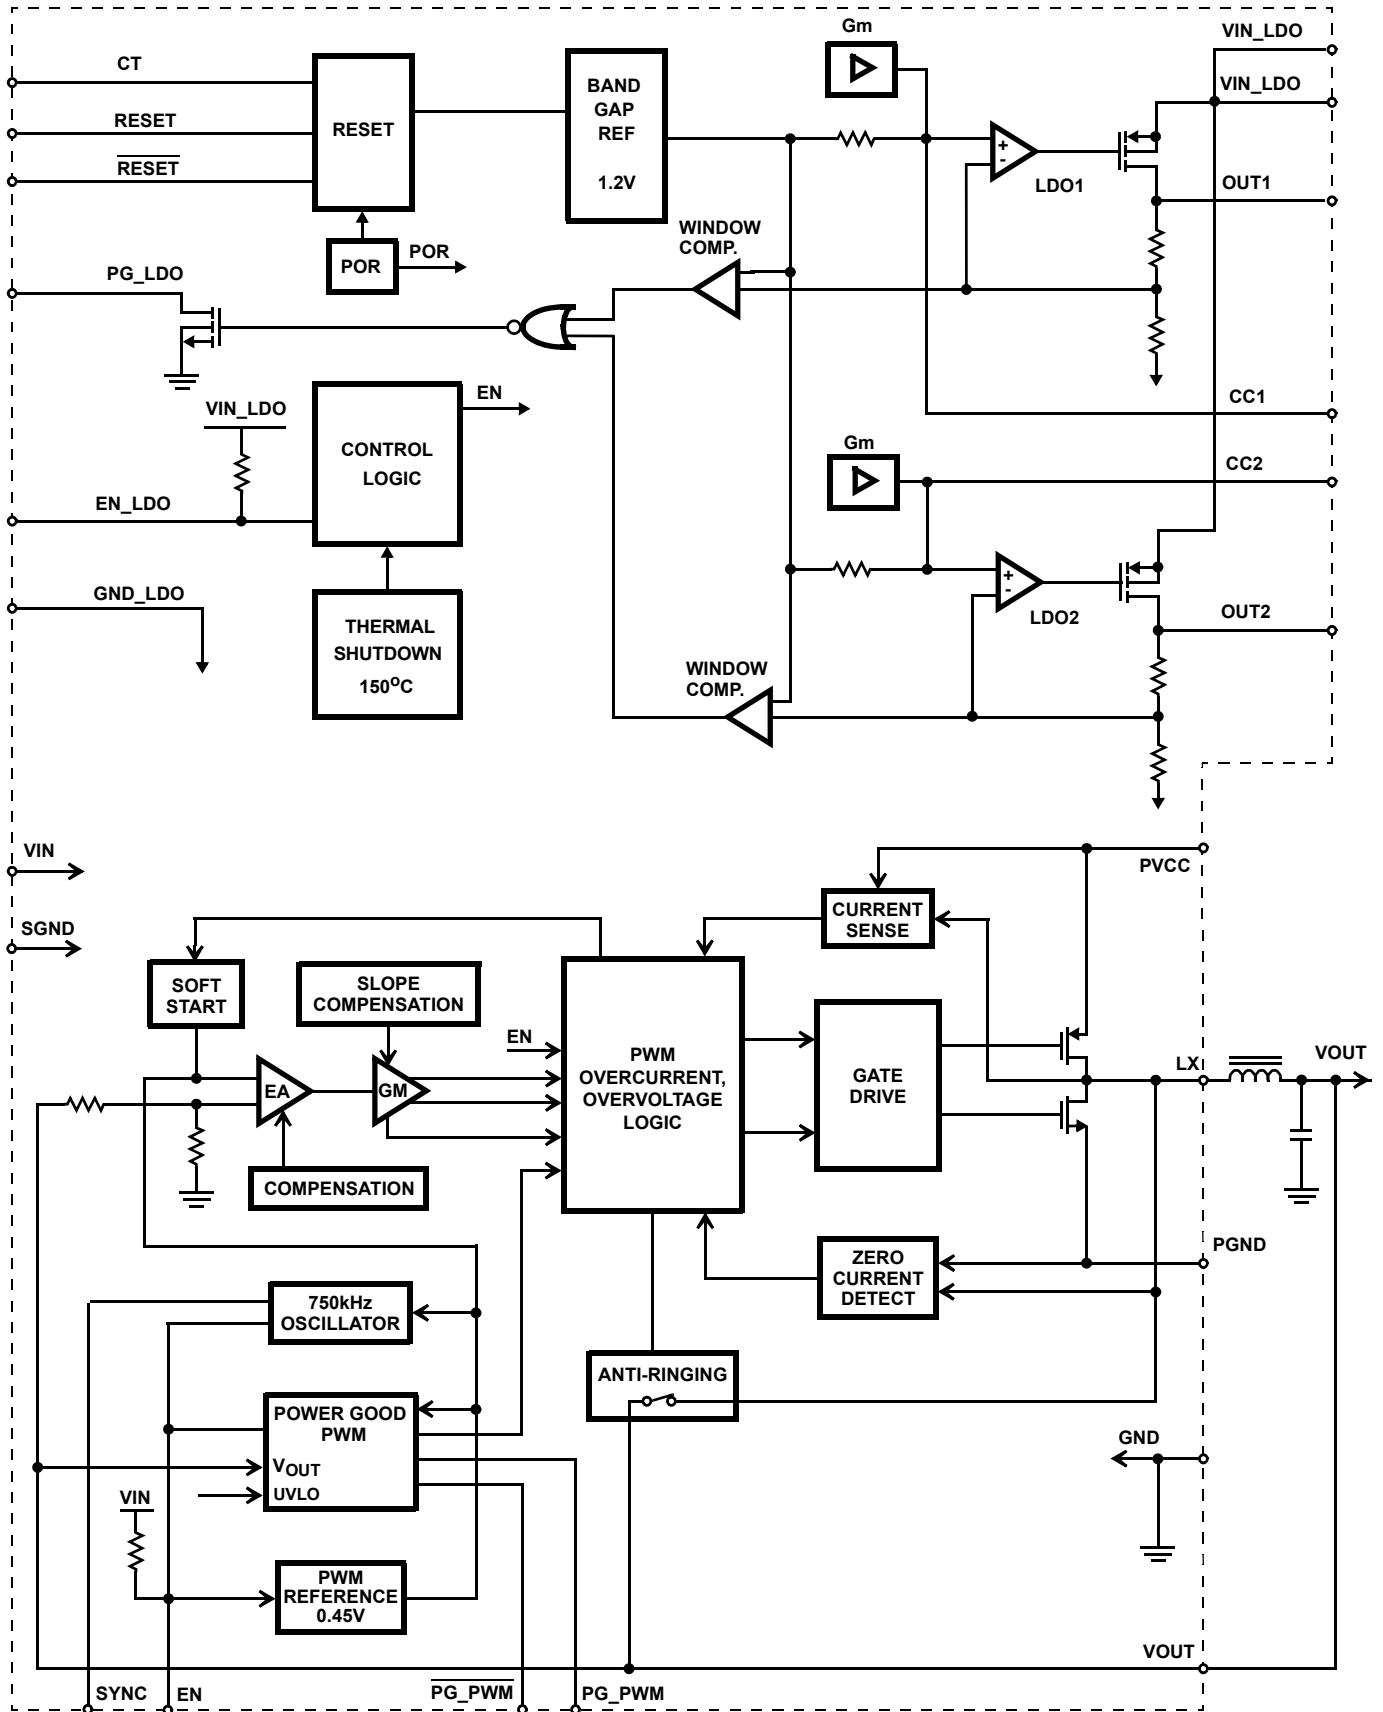 CT
RESET
RESET
RESET
BAND
GAP
REF
1.2V
Gm
VIN_LDO
VIN_LDO
+
-
LDO1
OUT1
POR
POR
WINDOW
COMP.
PG_LDO
VIN_LDO
CONTROL
LOGIC
EN
CC1
Gm
CC2
EN_LDO
GND_LDO
THERMAL
SHUTDOWN
150°C
+
-
LDO2
OUT2
WINDOW
COMP.
VIN
SGND
PVCC
CURRENT
SENSE
SOFT
START
SLOPE
COMPENSATION
EN
PWM
OVERCURRENT,
OVERVOLTAGE
LOGIC
GATE
DRIVE
LX
VOUT
EA
GM
COMPENSATION
PGND
ZERO
CURRENT
DETECT
750kHz
OSCILLATOR
ANTI-RINGING
POWER GOOD
PWM
VOUT
UVLO
GND
VIN
PWM
REFERENCE
0.45V
VOUT
SYNC
EN
PG_PWM
PG_PWM